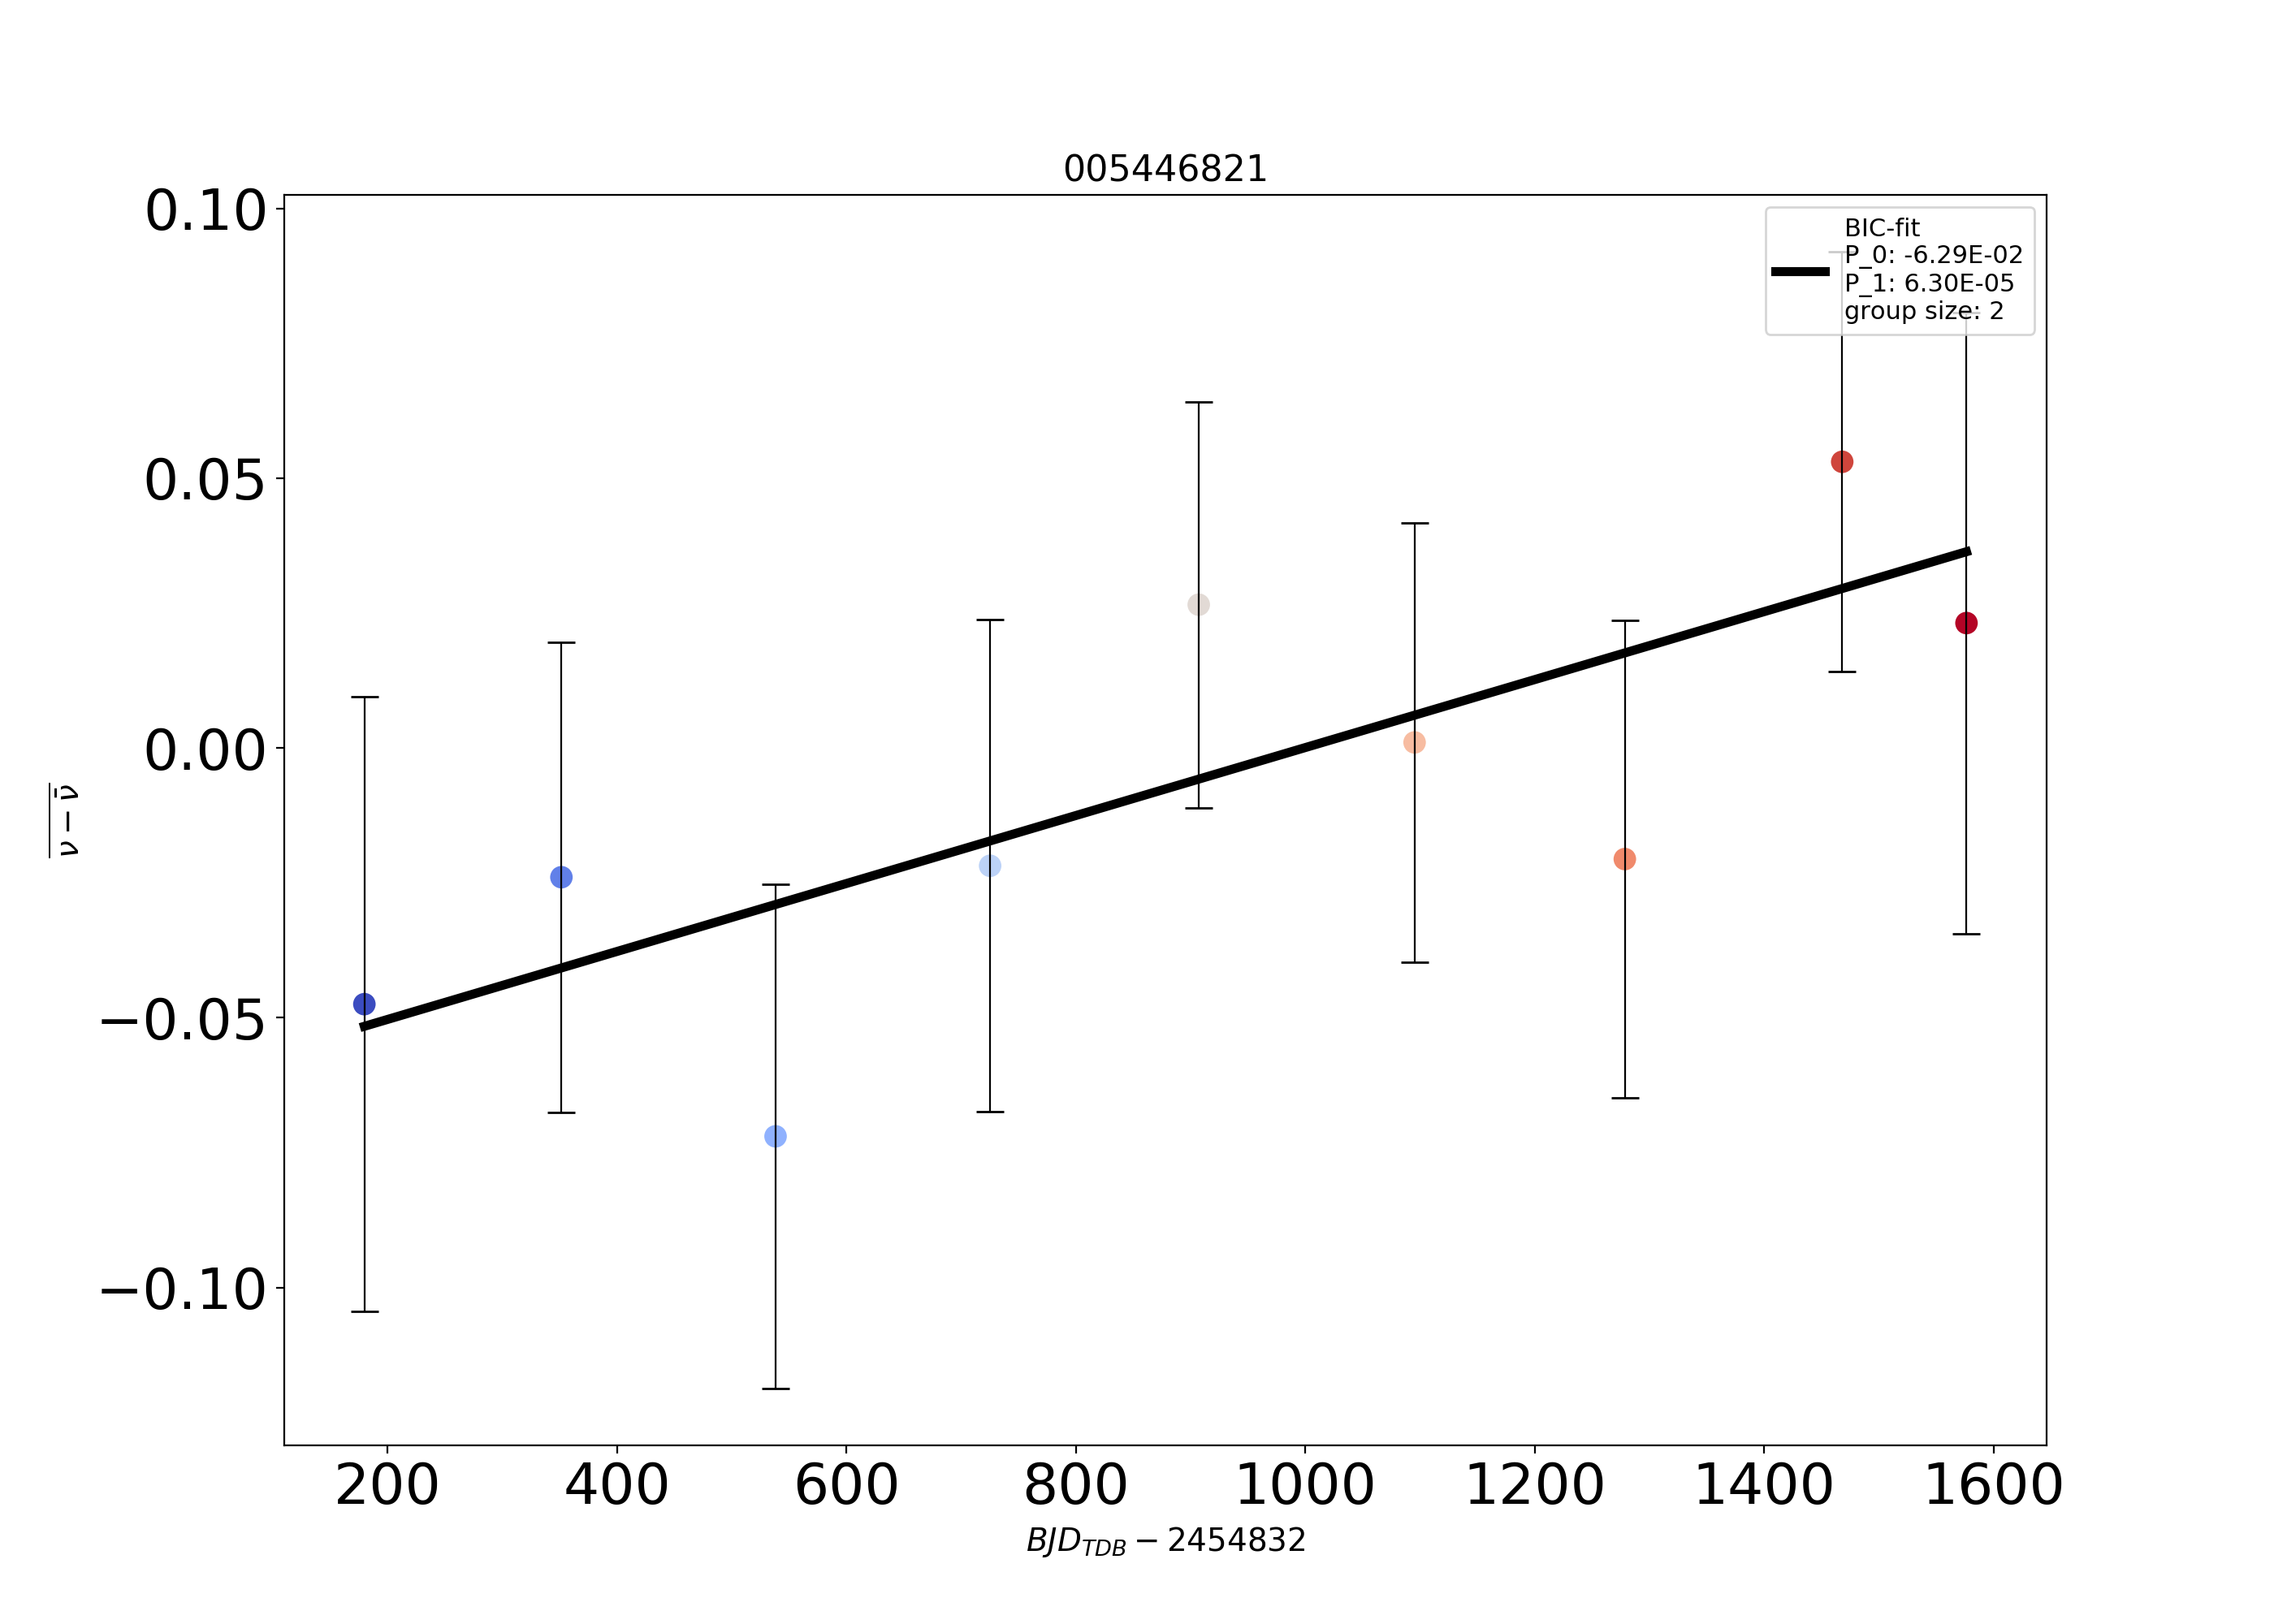 005446821
BIC-fit
P_0: -6.29E-02
P_1: 6.30E-05
group size: 2
0.10
0.05
0.00
−0.05
−0.10
ν − ν̄
200 400 600 800 1000 1200 1400 1600
BJD_TDB − 2454832